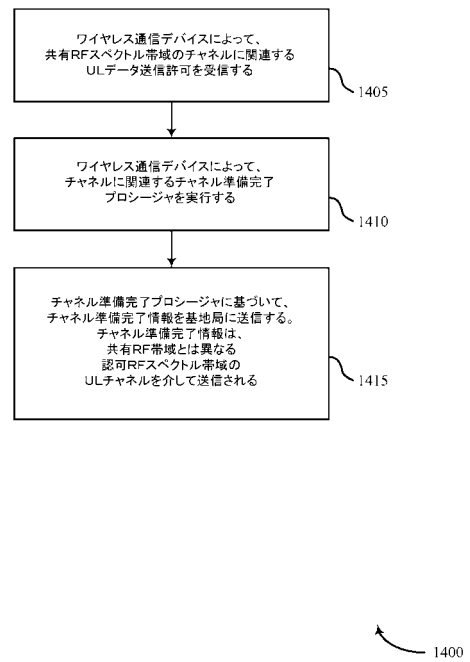 ワイヤレス通信デバイスによって、
共有RFスペクトル帯域のチャネルに関連する
ULデータ送信許可を受信する
1405
ワイヤレス通信デバイスによって、
チャネルに関連するチャネル準備完了
プロシージャを実行する
1410
チャネル準備完了プロシージャに基づいて、
チャネル準備完了情報を基地局に送信する。
チャネル準備完了情報は、
共有RF帯域とは異なる
認可RFスペクトル帯域の
ULチャネルを介して送信される
1415
1400